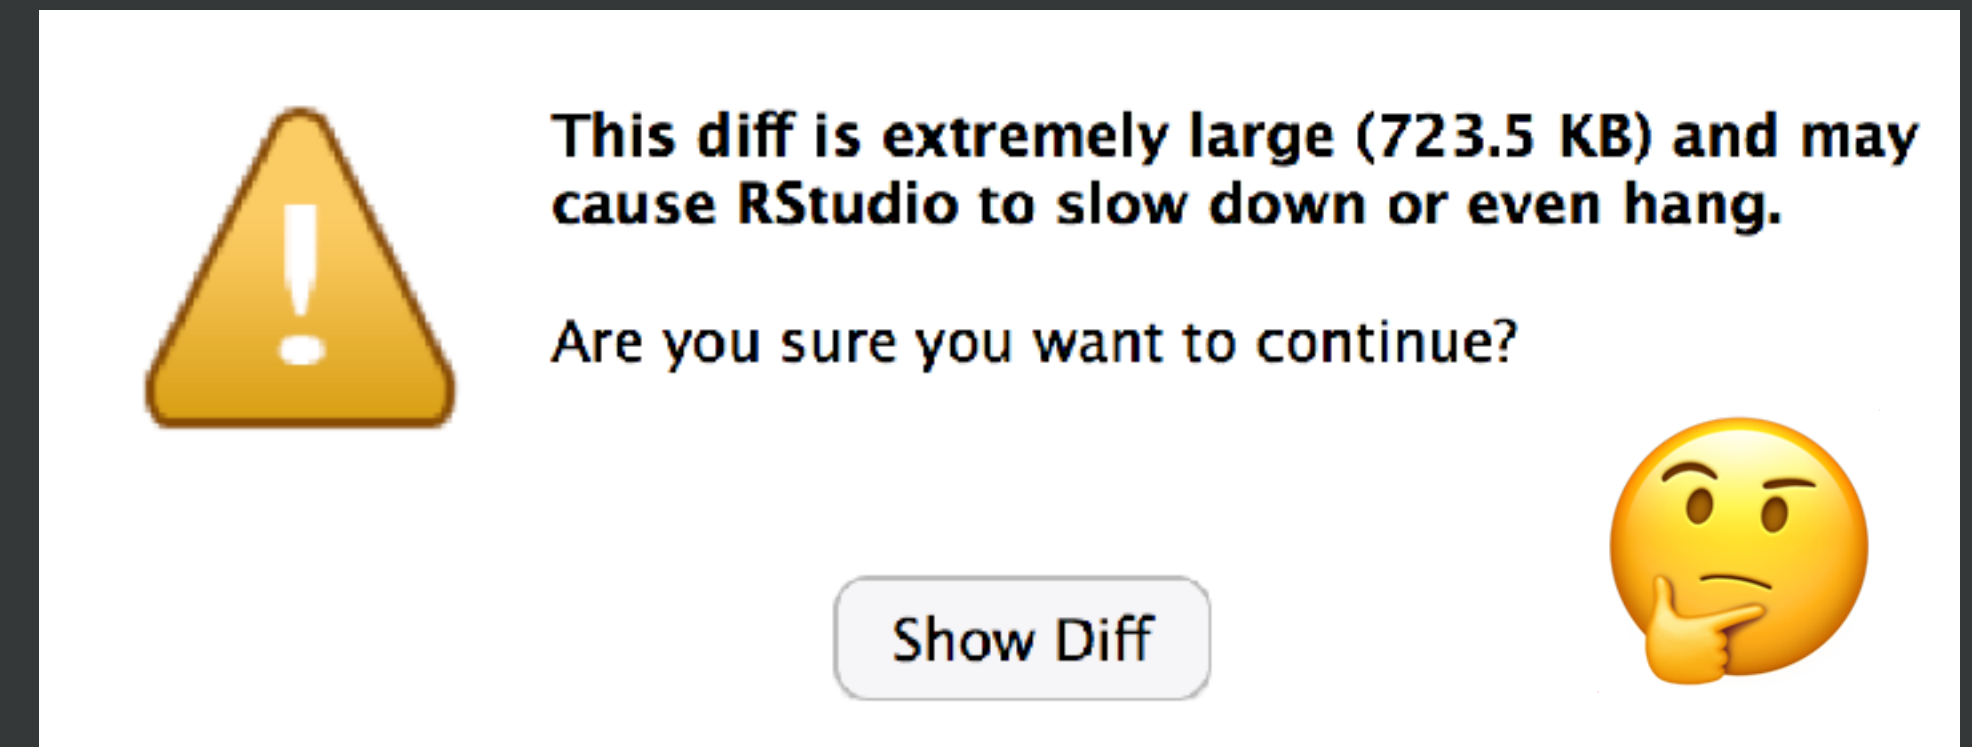 This diff is extremely large (723.5 KB) and may
cause RStudio to slow down or even hang.
Are you sure you want to continue?
Show Diff